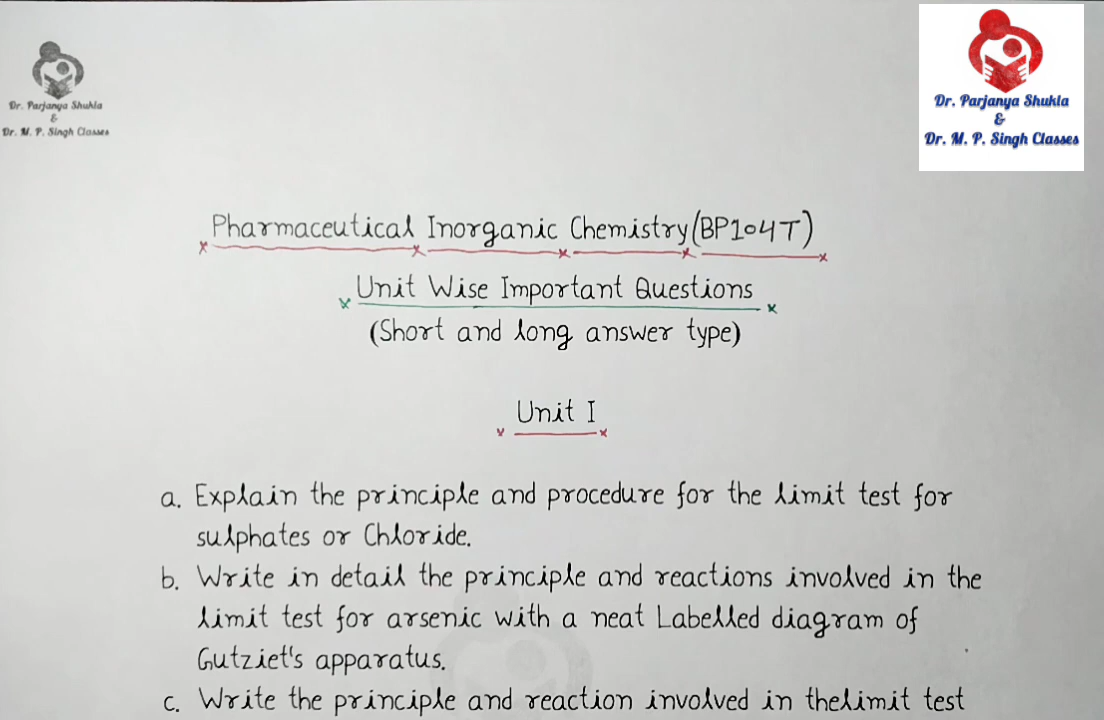 Dr. Parjanya Shukla
&
Dr. M. P. Singh Classes
Dr. Parjanya Shukla
&
Dr. M. P. Singh Classes
Pharmaceutical Inorganic Chemistry (BP104T)
Unit Wise Important Questions
(Short and long answer type)
Unit I
a. Explain the principle and procedure for the limit test for
sulphates or Chloride.
b. Write in detail the principle and reactions involved in the
limit test for arsenic with a neat Labelled diagram of
Gutziet's apparatus.
c. Write the principle and reaction involved in thelimit test